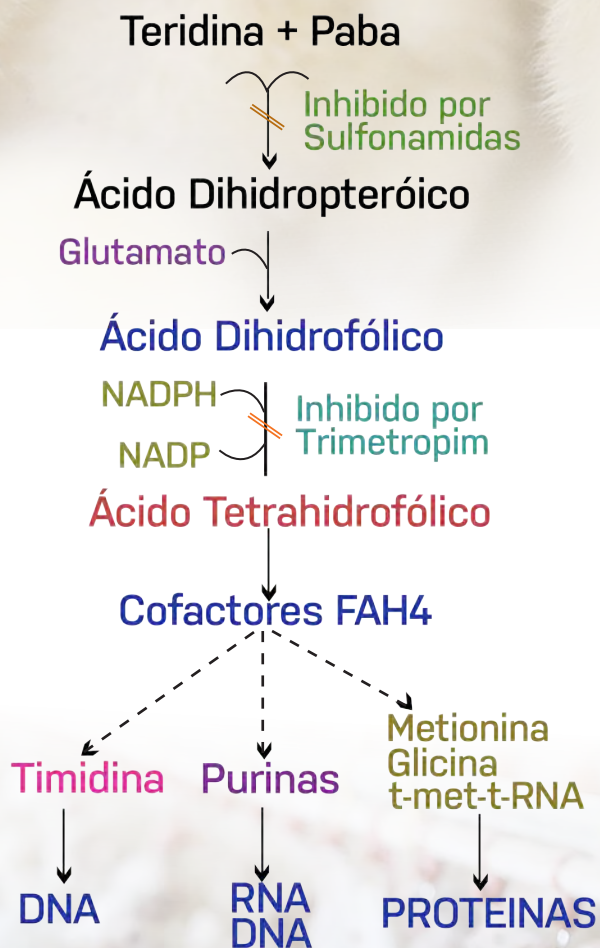 Teridina + Paba
Inhibido por
Sulfonamidas
Ácido Dihidropteróico
Glutamato
Ácido Dihidrofólico
NADPH
Inhibido por
Trimetropim
NADP
Ácido Tetrahidrofólico
Cofactores FAH4
Timidina
Purinas
Metionina
Glicina
t-met-t-RNA
DNA
RNA
DNA
PROTEINAS